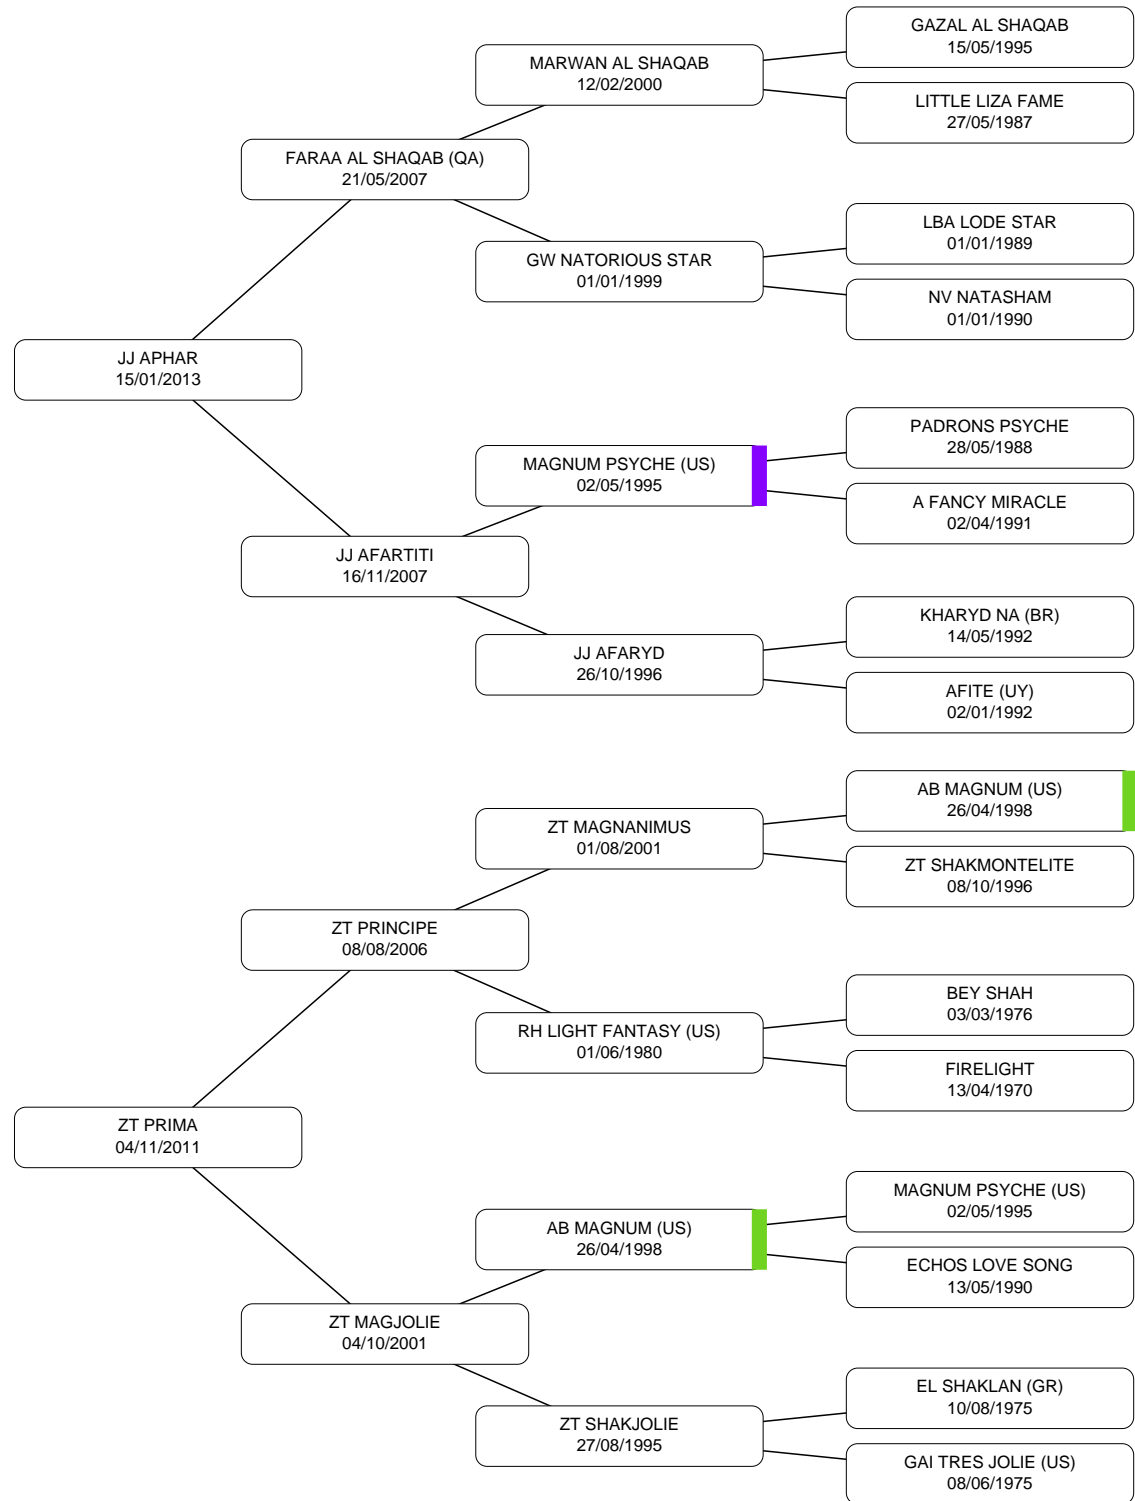 GAZAL AL SHAQAB
15/05/1995
MARWAN AL SHAQAB
12/02/2000
LITTLE LIZA FAME
27/05/1987
FARAA AL SHAQAB (QA)
21/05/2007
LBA LODE STAR
01/01/1989
GW NATORIOUS STAR
01/01/1999
NV NATASHAM
01/01/1990
JJ APHAR
15/01/2013
PADRONS PSYCHE
28/05/1988
MAGNUM PSYCHE (US)
02/05/1995
A FANCY MIRACLE
02/04/1991
JJ AFARTITI
16/11/2007
KHARYD NA (BR)
14/05/1992
JJ AFARYD
26/10/1996
AFITE (UY)
02/01/1992
AB MAGNUM (US)
26/04/1998
ZT MAGNANIMUS
01/08/2001
ZT SHAKMONTELITE
08/10/1996
ZT PRINCIPE
08/08/2006
BEY SHAH
03/03/1976
RH LIGHT FANTASY (US)
01/06/1980
FIRELIGHT
13/04/1970
ZT PRIMA
04/11/2011
MAGNUM PSYCHE (US)
02/05/1995
AB MAGNUM (US)
26/04/1998
ECHOS LOVE SONG
13/05/1990
ZT MAGJOLIE
04/10/2001
EL SHAKLAN (GR)
10/08/1975
ZT SHAKJOLIE
27/08/1995
GAI TRES JOLIE (US)
08/06/1975